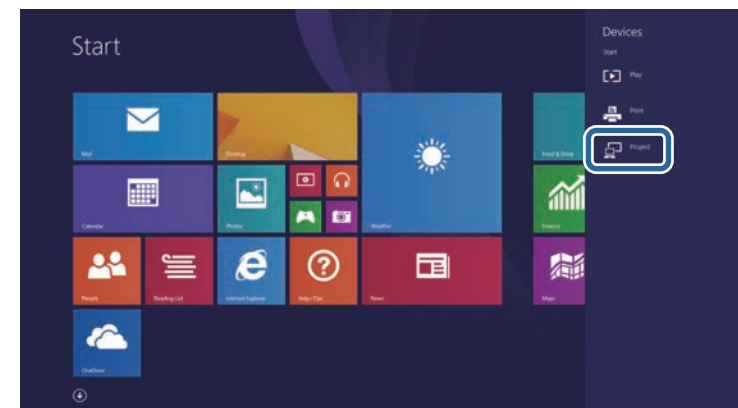 Start
Mail
Desktop
Calendar
Photos
Weather
People
Reading List
Internet Explorer
Help+Tips
News
OneDrive
Food & Drink
Finance
Maps
Devices
Start
Play
Print
Project